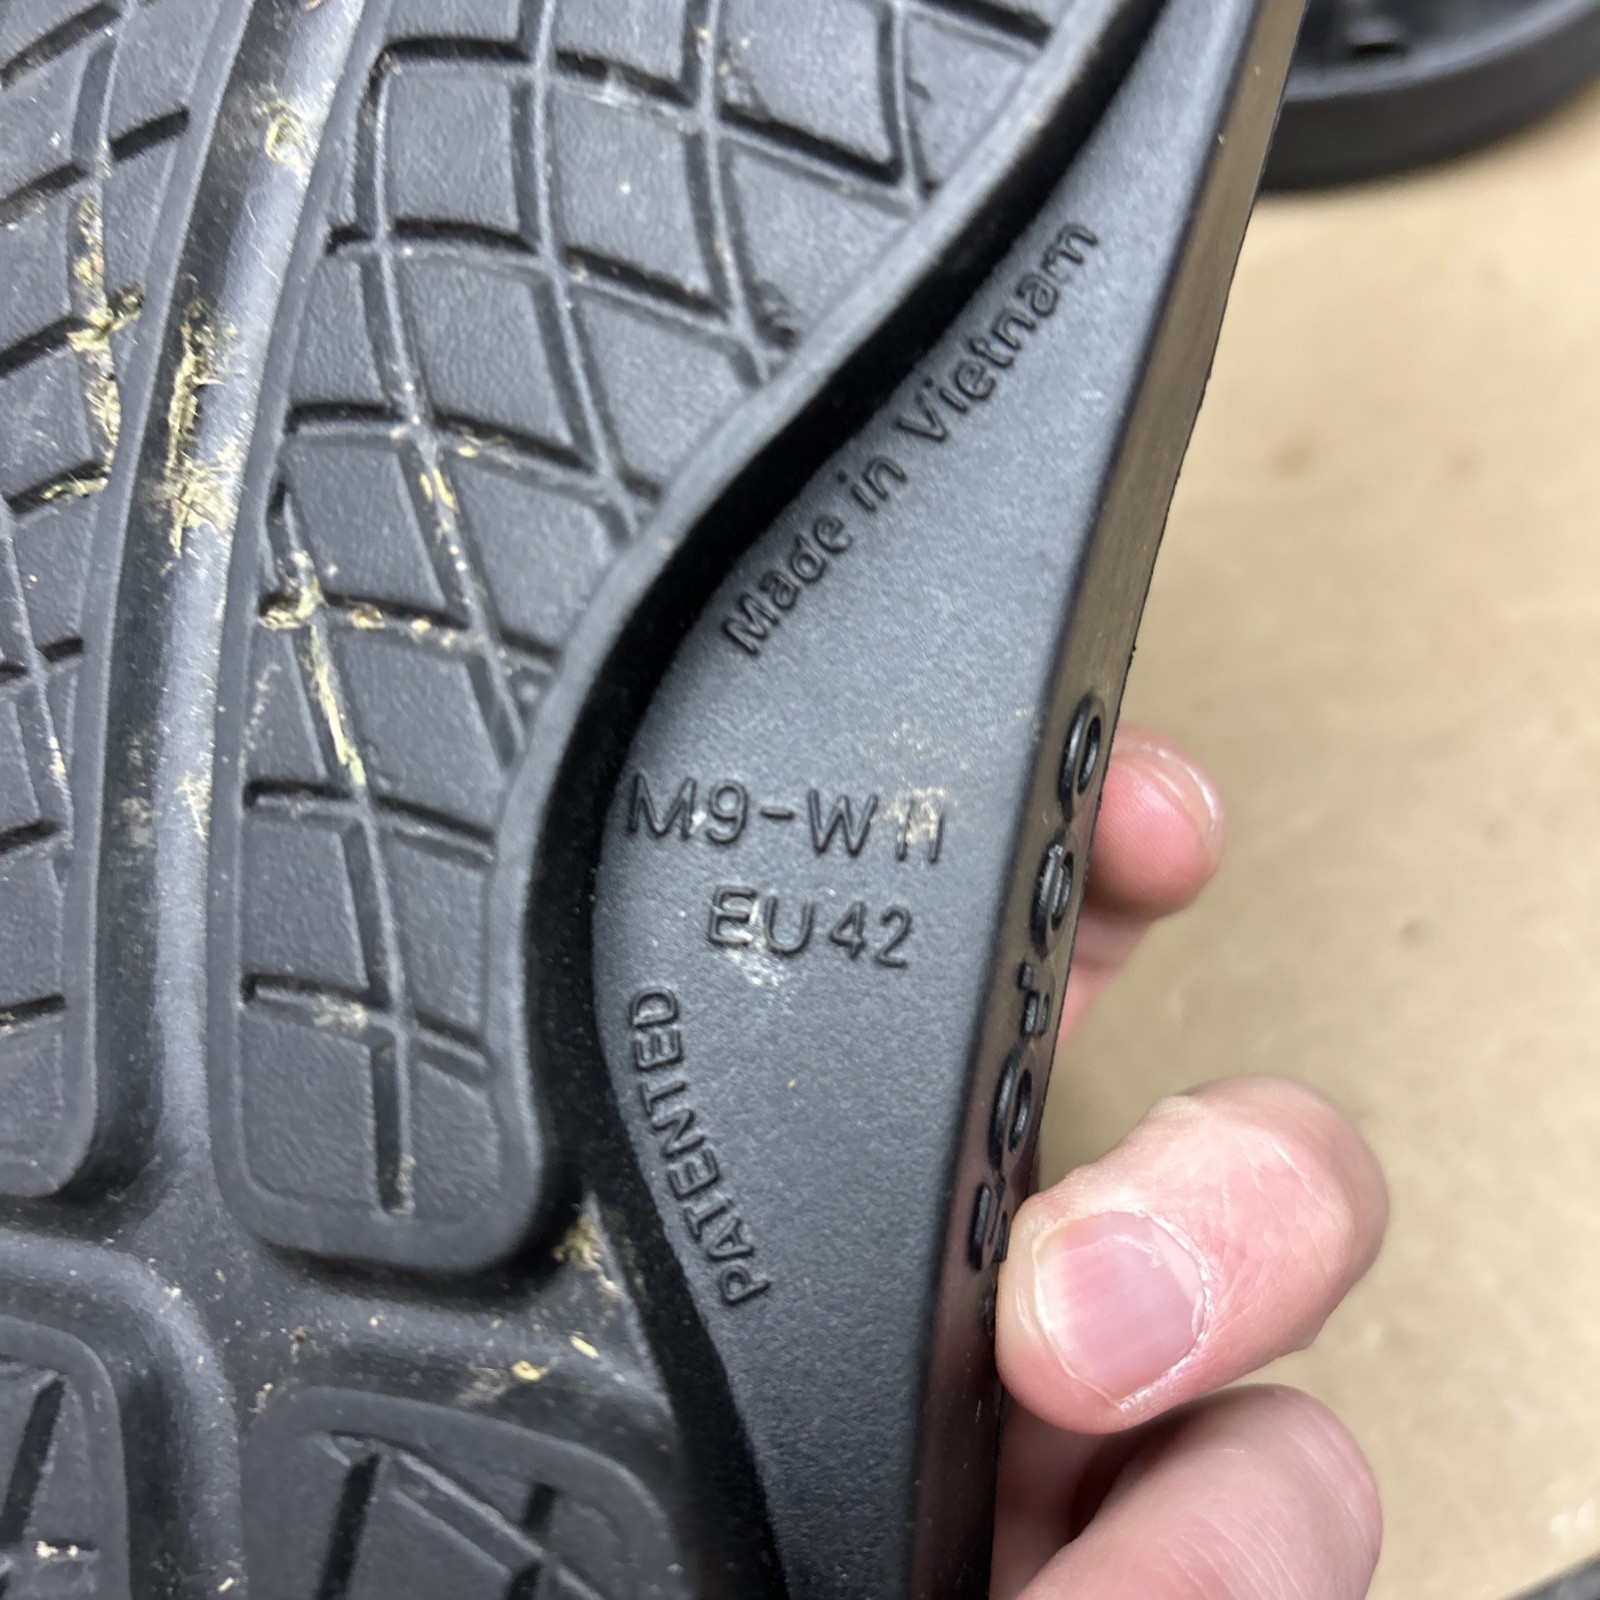 Made in Vietnam
M9-W11
EU42
PATENTED